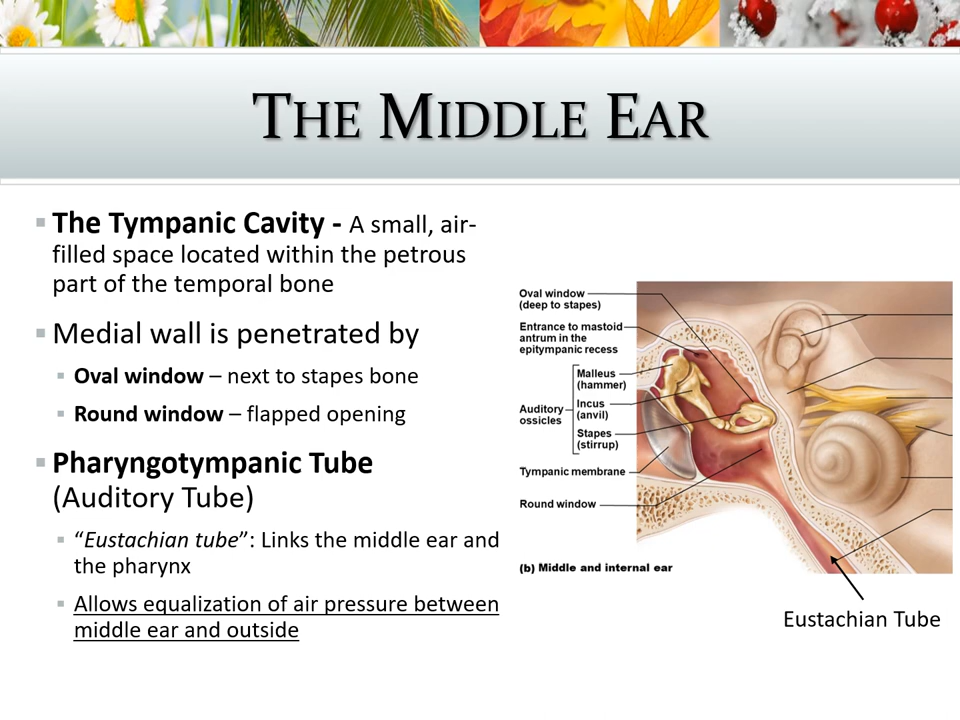 THE MIDDLE EAR
The Tympanic Cavity - A small, air-
filled space located within the petrous
part of the temporal bone
Medial wall is penetrated by
Oval window – next to stapes bone
Round window – flapped opening
Pharyngotympanic Tube
(Auditory Tube)
“Eustachian tube”: Links the middle ear and
the pharynx
Allows equalization of air pressure between
middle ear and outside
Oval window
(deep to stapes)
Entrance to mastoid
antrum in the
epitympanic recess
Auditory
ossicles
Malleus
(hammer)
Incus
(anvil)
Stapes
(stirrup)
Tympanic membrane
Round window
(b) Middle and internal ear
Eustachian Tube